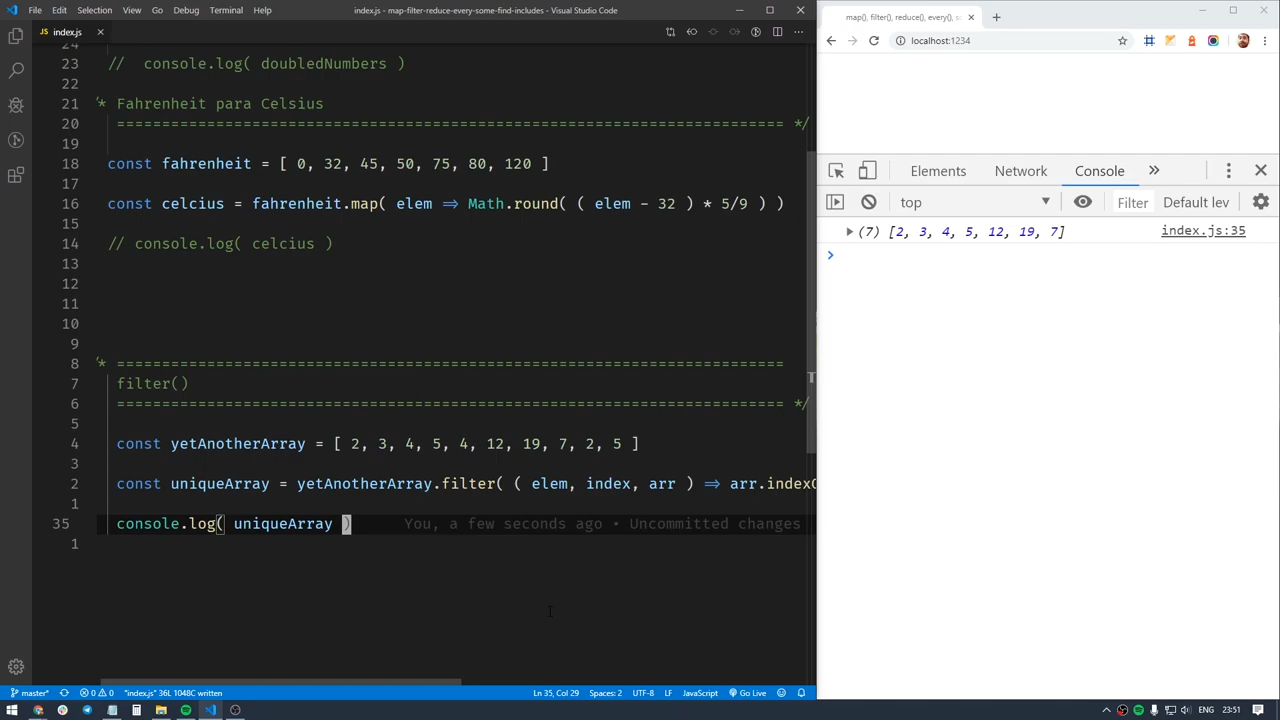 File Edit View Go Debug Terminal Help index.js - map-filter-reduce-every-some-find-includes - Visual Studio Code
JS index.js ×
24
23 // console.log( doubledNumbers )
22
21 * Fahrenheit para Celsius
20 ========================================================================== */
19
18 const fahrenheit = [ 0, 32, 45, 50, 75, 80, 120 ]
17
16 const celcius = fahrenheit.map( elem => Math.round( ( elem - 32 ) * 5/9 ) )
15
14 // console.log( celcius )
13
12
11
10
9
8 * ==========================================================================
7 filter()
6 ========================================================================== */
5
4 const yetAnotherArray = [ 2, 3, 4, 5, 4, 12, 19, 7, 2, 5 ]
3
2 const uniqueArray = yetAnotherArray.filter( ( elem, index, arr ) => arr.index
1
35 console.log( uniqueArray ) You, a few seconds ago • Uncommitted changes
1
master* 0 0 "index.js" 36L 1048C written Ln 35, Col 29 Spaces: 2 UTF-8 LF JavaScript Go Live
map(), filter(), reduce(), every(), s
localhost:1234
Elements Network Console »
top Filter Default lev
(7) [2, 3, 4, 5, 12, 19, 7] index.js:35
>
ENG 23:51